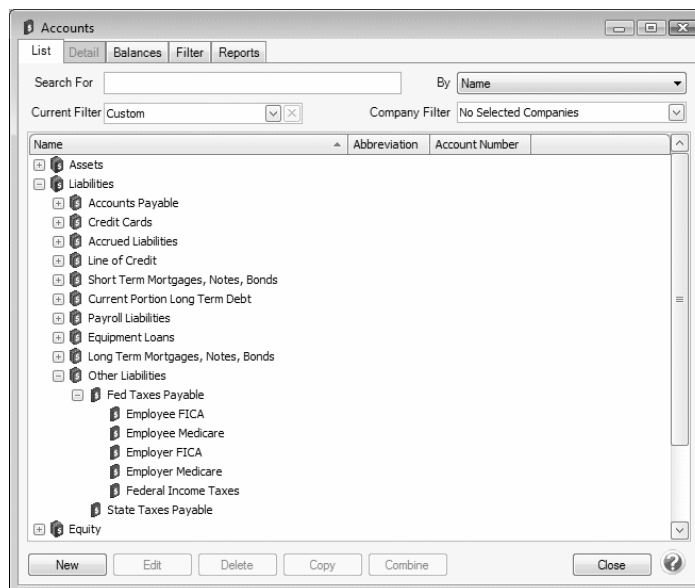 Accounts
List Detail Balances Filter Reports
Search For By Name
Current Filter Custom Company Filter No Selected Companies
Name Abbreviation Account Number
Assets
Liabilities
Accounts Payable
Credit Cards
Accrued Liabilities
Line of Credit
Short Term Mortgages, Notes, Bonds
Current Portion Long Term Debt
Payroll Liabilities
Equipment Loans
Long Term Mortgages, Notes, Bonds
Other Liabilities
Fed Taxes Payable
Employee FICA
Employee Medicare
Employer FICA
Employer Medicare
Federal Income Taxes
State Taxes Payable
Equity
New Edit Delete Copy Combine Close ?